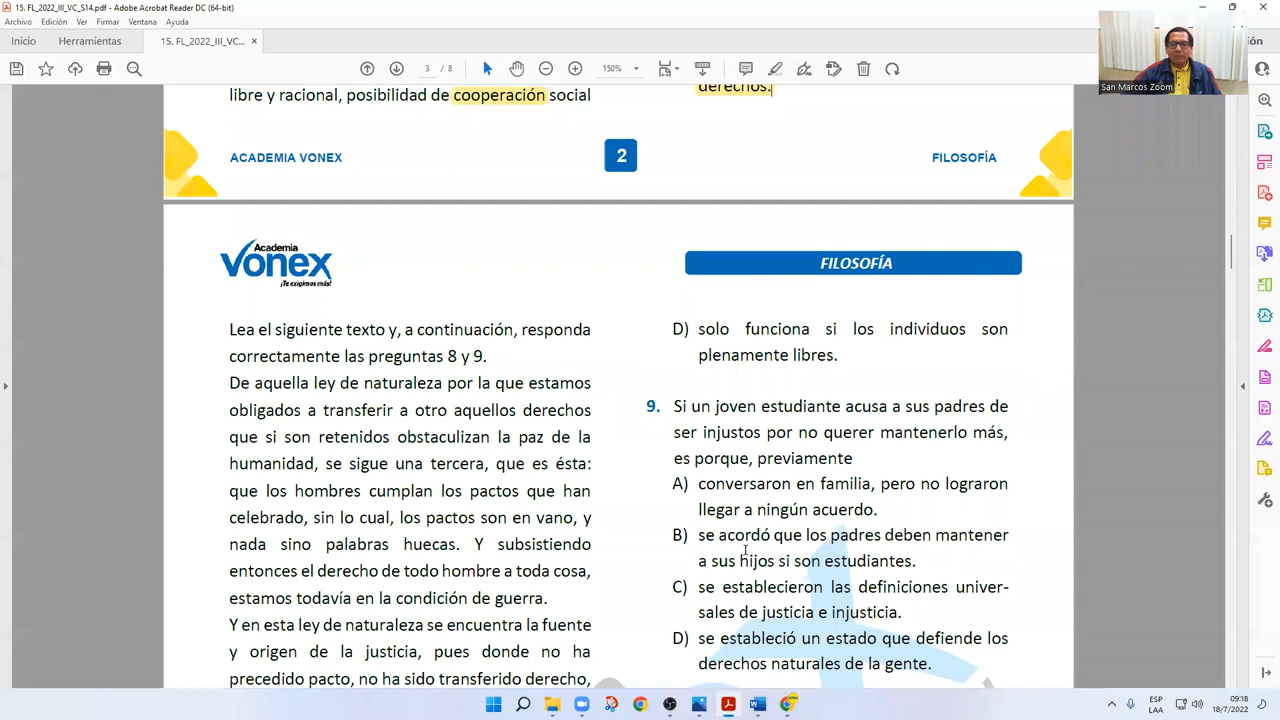 15. FL_2022_III_VC_S14.pdf - Adobe Acrobat Reader DC (64-bit)
Archivo Edición Ver Firmar Ventana Ayuda
Inicio Herramientas 15. FL_2022_III_VC... ×
ión
3 / 8 150%
San Marcos Zoom
libre y racional, posibilidad de cooperación social
derechos.
ACADEMIA VONEX
2
FILOSOFÍA
Academia
vonex
¡Te exigimos más!
FILOSOFÍA
Lea el siguiente texto y, a continuación, responda
correctamente las preguntas 8 y 9.
De aquella ley de naturaleza por la que estamos
obligados a transferir a otro aquellos derechos
que si son retenidos obstaculizan la paz de la
humanidad, se sigue una tercera, que es ésta:
que los hombres cumplan los pactos que han
celebrado, sin lo cual, los pactos son en vano, y
nada sino palabras huecas. Y subsistiendo
entonces el derecho de todo hombre a toda cosa,
estamos todavía en la condición de guerra.
Y en esta ley de naturaleza se encuentra la fuente
y origen de la justicia, pues donde no ha
precedido pacto, no ha sido transferido derecho,
D) solo funciona si los individuos son
plenamente libres.
9. Si un joven estudiante acusa a sus padres de
ser injustos por no querer mantenerlo más,
es porque, previamente
A) conversaron en familia, pero no lograron
llegar a ningún acuerdo.
B) se acordó que los padres deben mantener
a sus hijos si son estudiantes.
C) se establecieron las definiciones univer-
sales de justicia e injusticia.
D) se estableció un estado que defiende los
derechos naturales de la gente.
ESP
LAA
09:18
18/7/2022